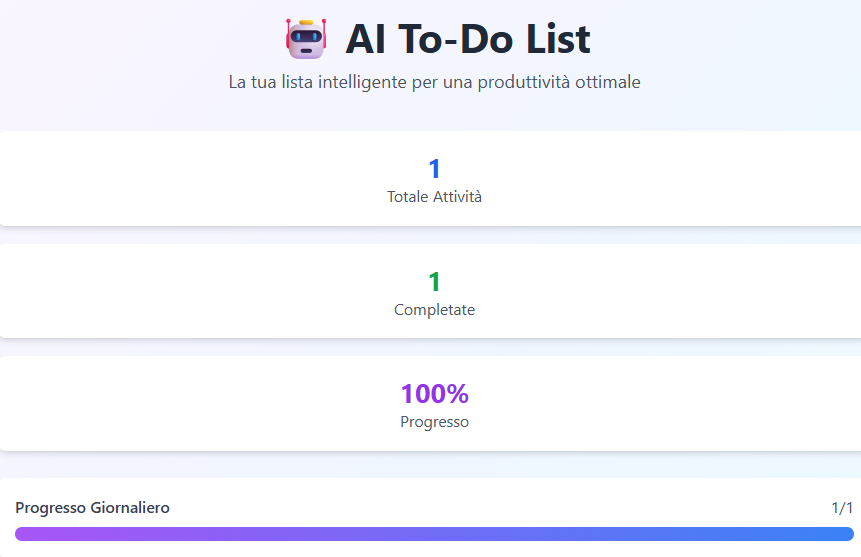 AI To-Do List
La tua lista intelligente per una produttività ottimale
1
Totale Attività
1
Completate
100%
Progresso
Progresso Giornaliero 1/1